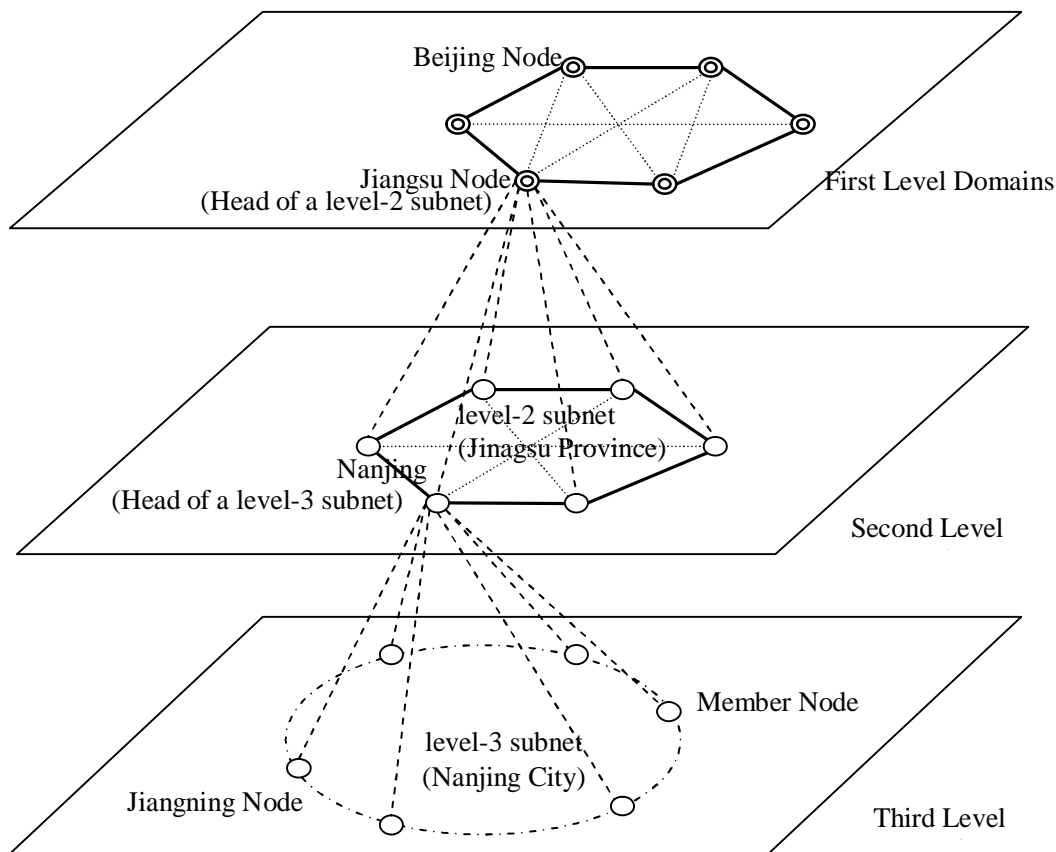 Beijing Node
Jiangsu Node
(Head of a level-2 subnet)
First Level Domains
level-2 subnet
(Jinagsu Province)
Nanjing
(Head of a level-3 subnet)
Second Level
Member Node
level-3 subnet
(Nanjing City)
Jiangning Node
Third Level